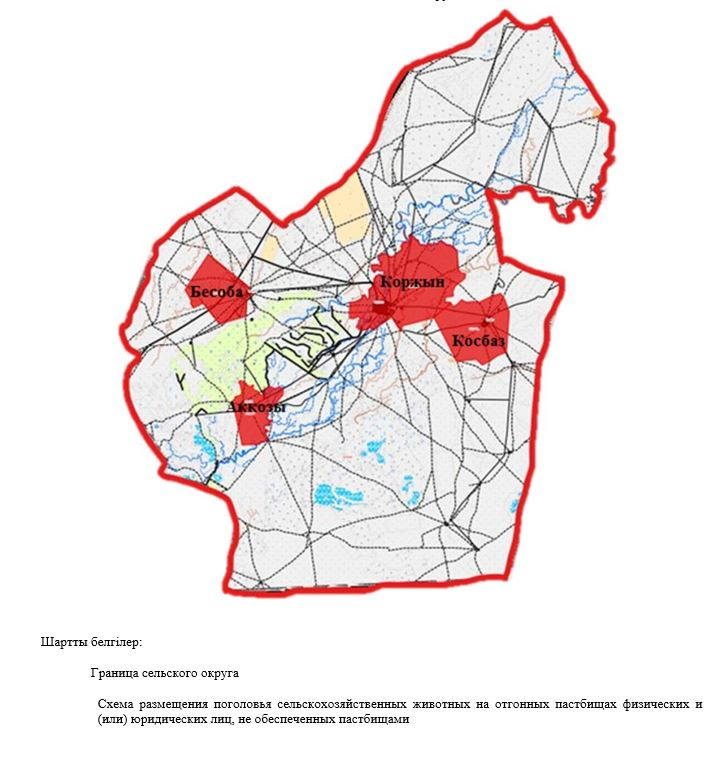 Коржын
Бесоба
Косбаз
Аккозы
Шартты белгілер:
Граница сельского округа
Схема размещения поголовья сельскохозяйственных животных на отгонных пастбищах физических и
(или) юридических лиц, не обеспеченных пастбищами